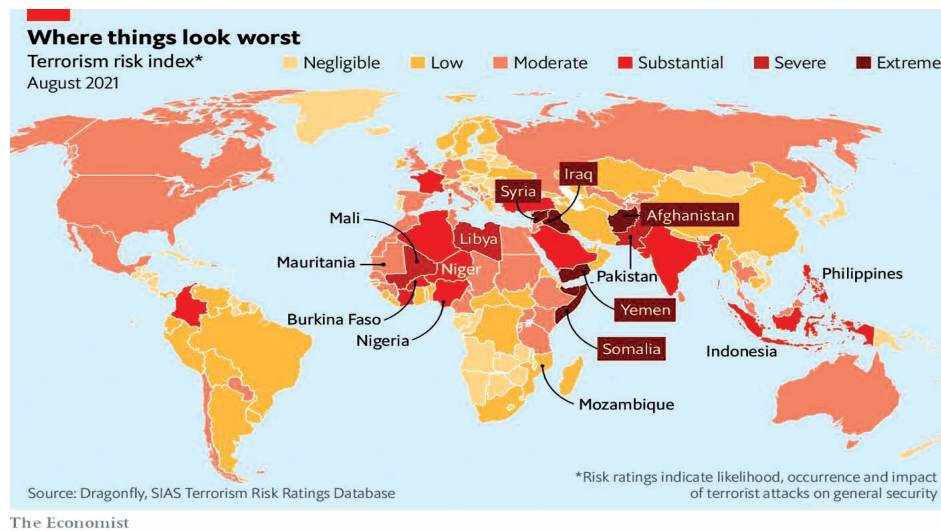 Where things look worst
Terrorism risk index*
August 2021
Negligible Low Moderate Substantial Severe Extreme
Syria
Iraq
Afghanistan
Mali
Libya
Mauritania
Niger
Pakistan
Philippines
Burkina Faso
Yemen
Nigeria
Somalia
Indonesia
Mozambique
*Risk ratings indicate likelihood, occurrence and impact
of terrorist attacks on general security
Source: Dragonfly, SIAS Terrorism Risk Ratings Database
The Economist